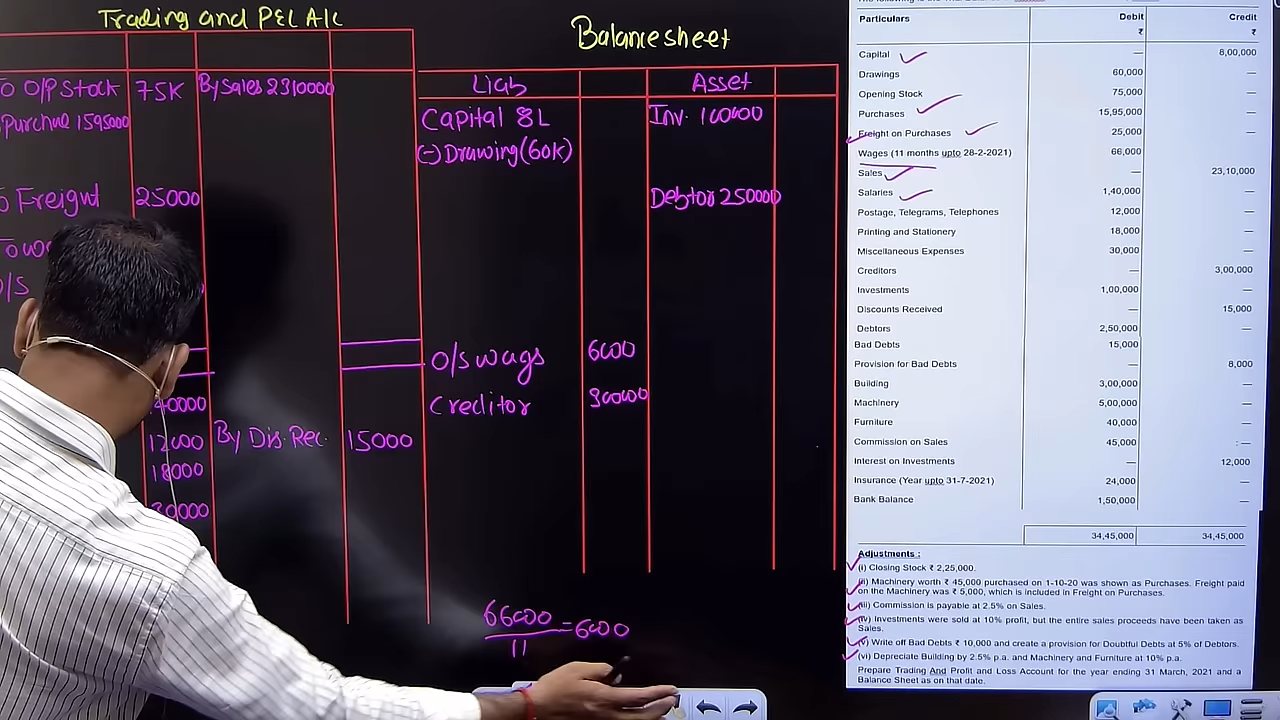 Trading and P&L A/c
To O/P Stock 75K By Sales 2310000
Purchase 1595000
To Freight 25000
O/S
40000
12000 By Dis. Rec. 15000
18000
30000
Balance sheet
Liab Asset
Capital 8L Inv. 100000
(-) Drawing (60K)
Debtor 250000
O/S wages 6000
Creditor 300000
66000/11 = 6000
Particulars Debit Credit
₹ ₹
Capital — 8,00,000
Drawings 60,000 —
Opening Stock 75,000 —
Purchases 15,95,000 —
Freight on Purchases 25,000 —
Wages (11 months upto 28-2-2021) 66,000 —
Sales — 23,10,000
Salaries 1,40,000 —
Postage, Telegrams, Telephones 12,000 —
Printing and Stationery 18,000 —
Miscellaneous Expenses 30,000 —
Creditors — 3,00,000
Investments 1,00,000 —
Discounts Received — 15,000
Debtors 2,50,000 —
Bad Debts 15,000 —
Provision for Bad Debts — 8,000
Building 3,00,000 —
Machinery 5,00,000 —
Furniture 40,000 —
Commission on Sales 45,000 : —
Interest on Investments — 12,000
Insurance (Year upto 31-7-2021) 24,000 —
Bank Balance 1,50,000 —
34,45,000 34,45,000
Adjustments :
(i) Closing Stock ₹ 2,25,000.
(ii) Machinery worth ₹ 45,000 purchased on 1-10-20 was shown as Purchases. Freight paid
on the Machinery was ₹ 5,000, which is included in Freight on Purchases.
(iii) Commission is payable at 2.5% on Sales.
(iv) Investments were sold at 10% profit, but the entire sales proceeds have been taken as
Sales.
(v) Write off Bad Debts ₹ 10,000 and create a provision for Doubtful Debts at 5% of Debtors.
(vi) Depreciate Building by 2.5% p.a. and Machinery and Furniture at 10% p.a.
Prepare Trading And Profit and Loss Account for the year ending 31 March, 2021 and a
Balance Sheet as on that date.